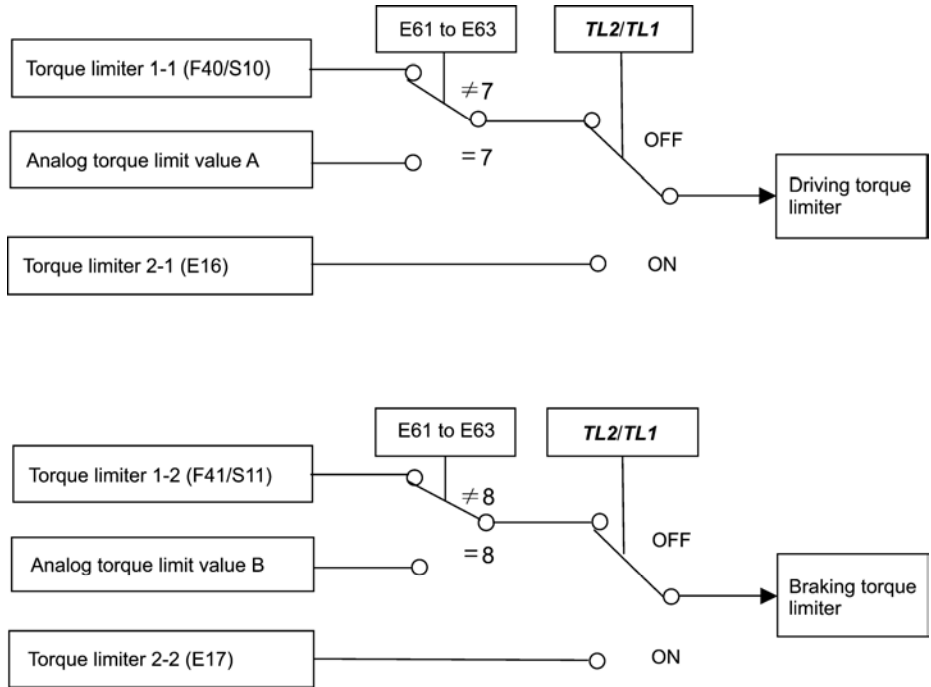 E61 to E63
TL2/TL1
Torque limiter 1-1 (F40/S10)
≠7
OFF
Analog torque limit value A
=7
Driving torque
limiter
Torque limiter 2-1 (E16)
ON
E61 to E63
TL2/TL1
Torque limiter 1-2 (F41/S11)
≠8
OFF
Analog torque limit value B
=8
Braking torque
limiter
Torque limiter 2-2 (E17)
ON